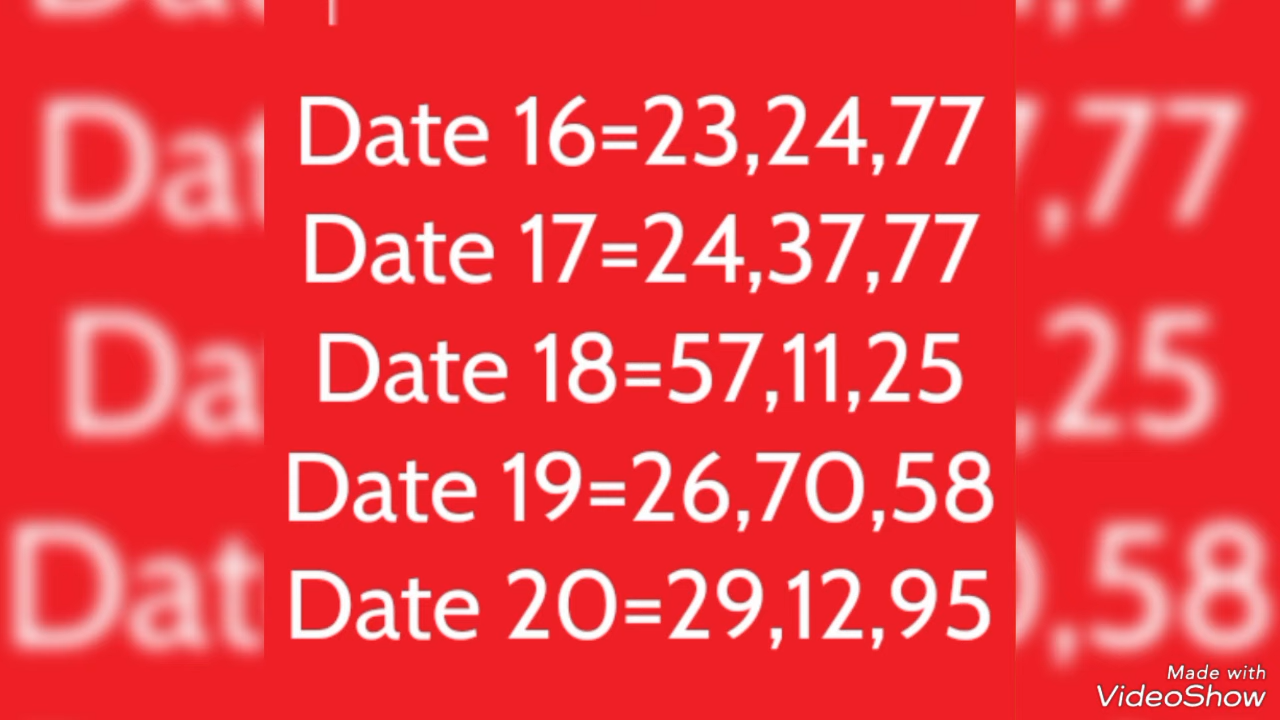 Date 16=23,24,77
Date 17=24,37,77
Date 18=57,11,25
Date 19=26,70,58
Date 20=29,12,95
Made with
VideoShow